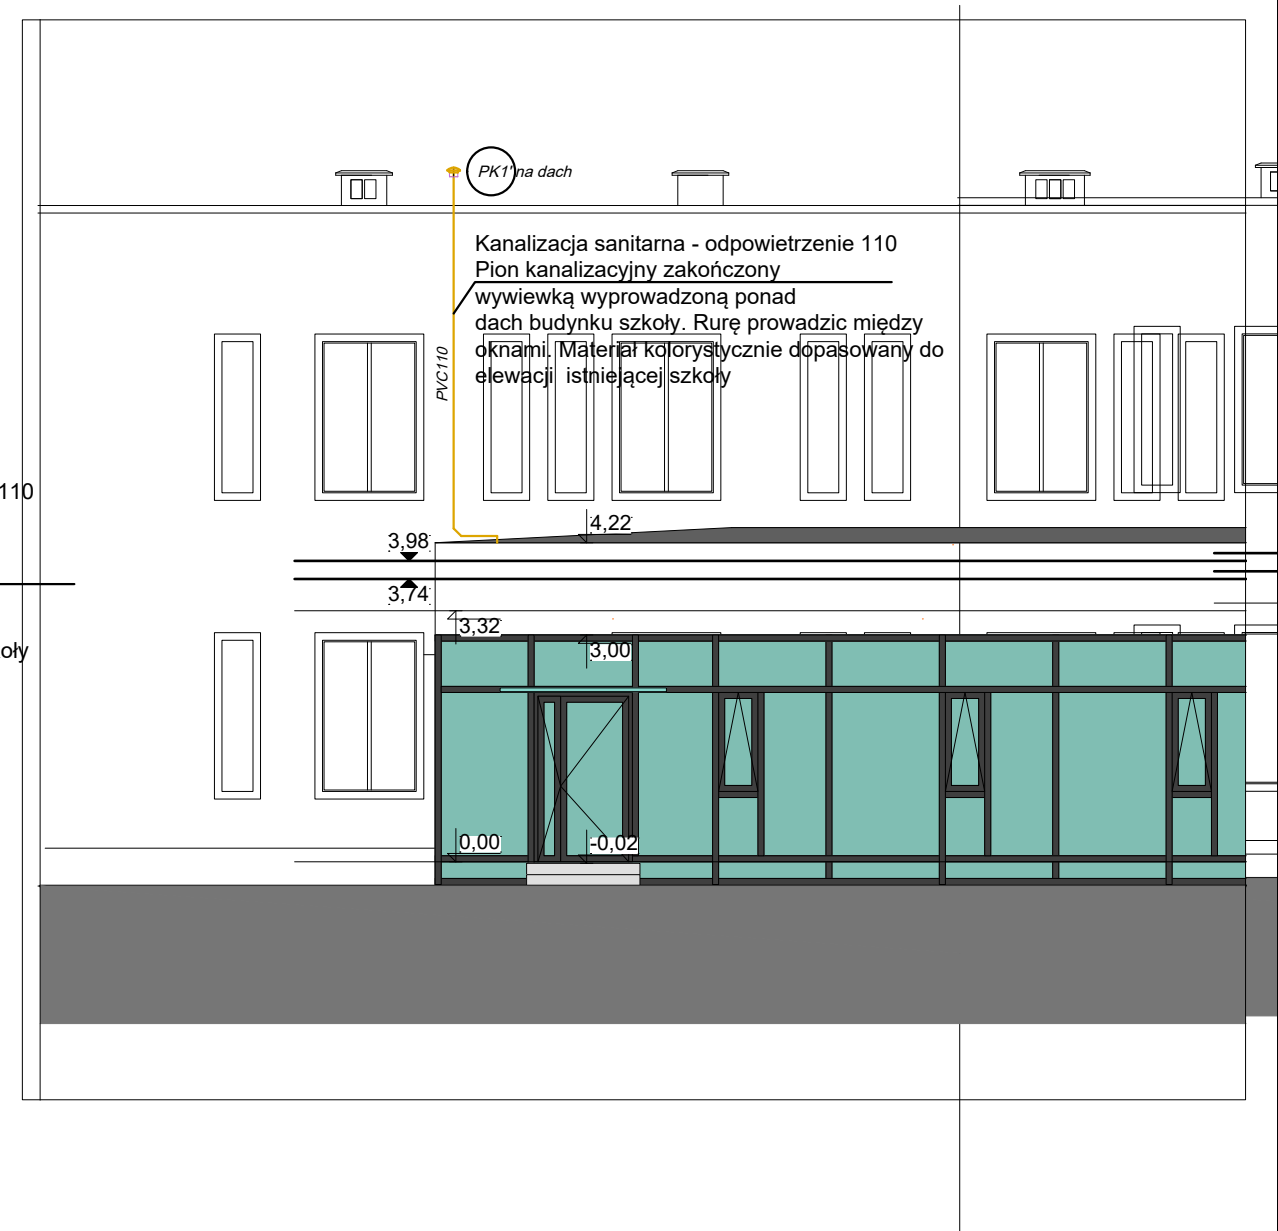 PK1' na dach
Kanalizacja sanitarna - odpowietrzenie 110
Pion kanalizacyjny zakończony
wywiewką wyprowadzoną ponad
dach budynku szkoły. Rurę prowadzic między
oknami. Materiał kolorystycznie dopasowany do
elewacji istniejącej szkoły
PVC110
110
4,22
3,98
3,74
3,32
3,00
oły
0,00
-0,02